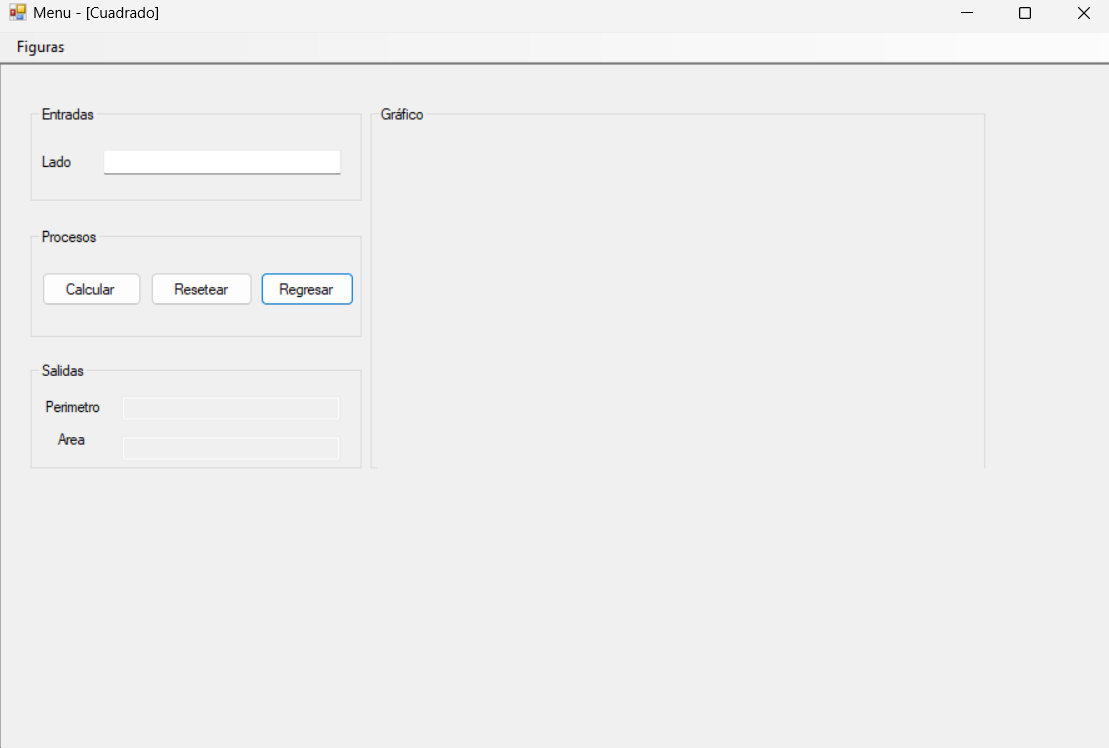 Menu - [Cuadrado]
Figuras
Entradas
Lado
Procesos
Calcular Resetear Regresar
Salidas
Perimetro
Area
Gráfico